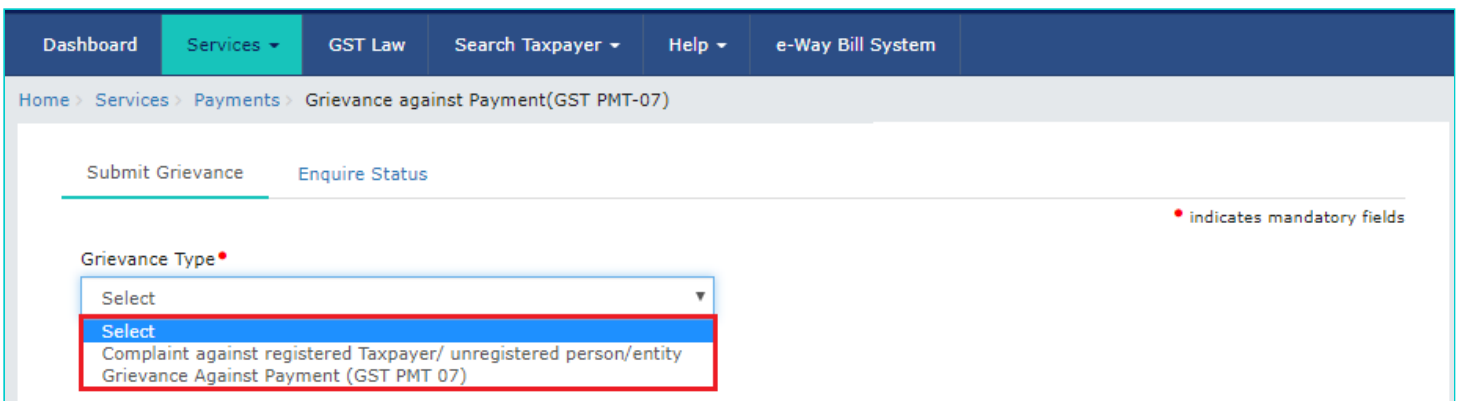 Dashboard Services GST Law Search Taxpayer Help e-Way Bill System
Home > Services > Payments > Grievance against Payment(GST PMT-07)
Submit Grievance Enquire Status
• indicates mandatory fields
Grievance Type•
Select
Select
Complaint against registered Taxpayer/ unregistered person/entity
Grievance Against Payment (GST PMT 07)